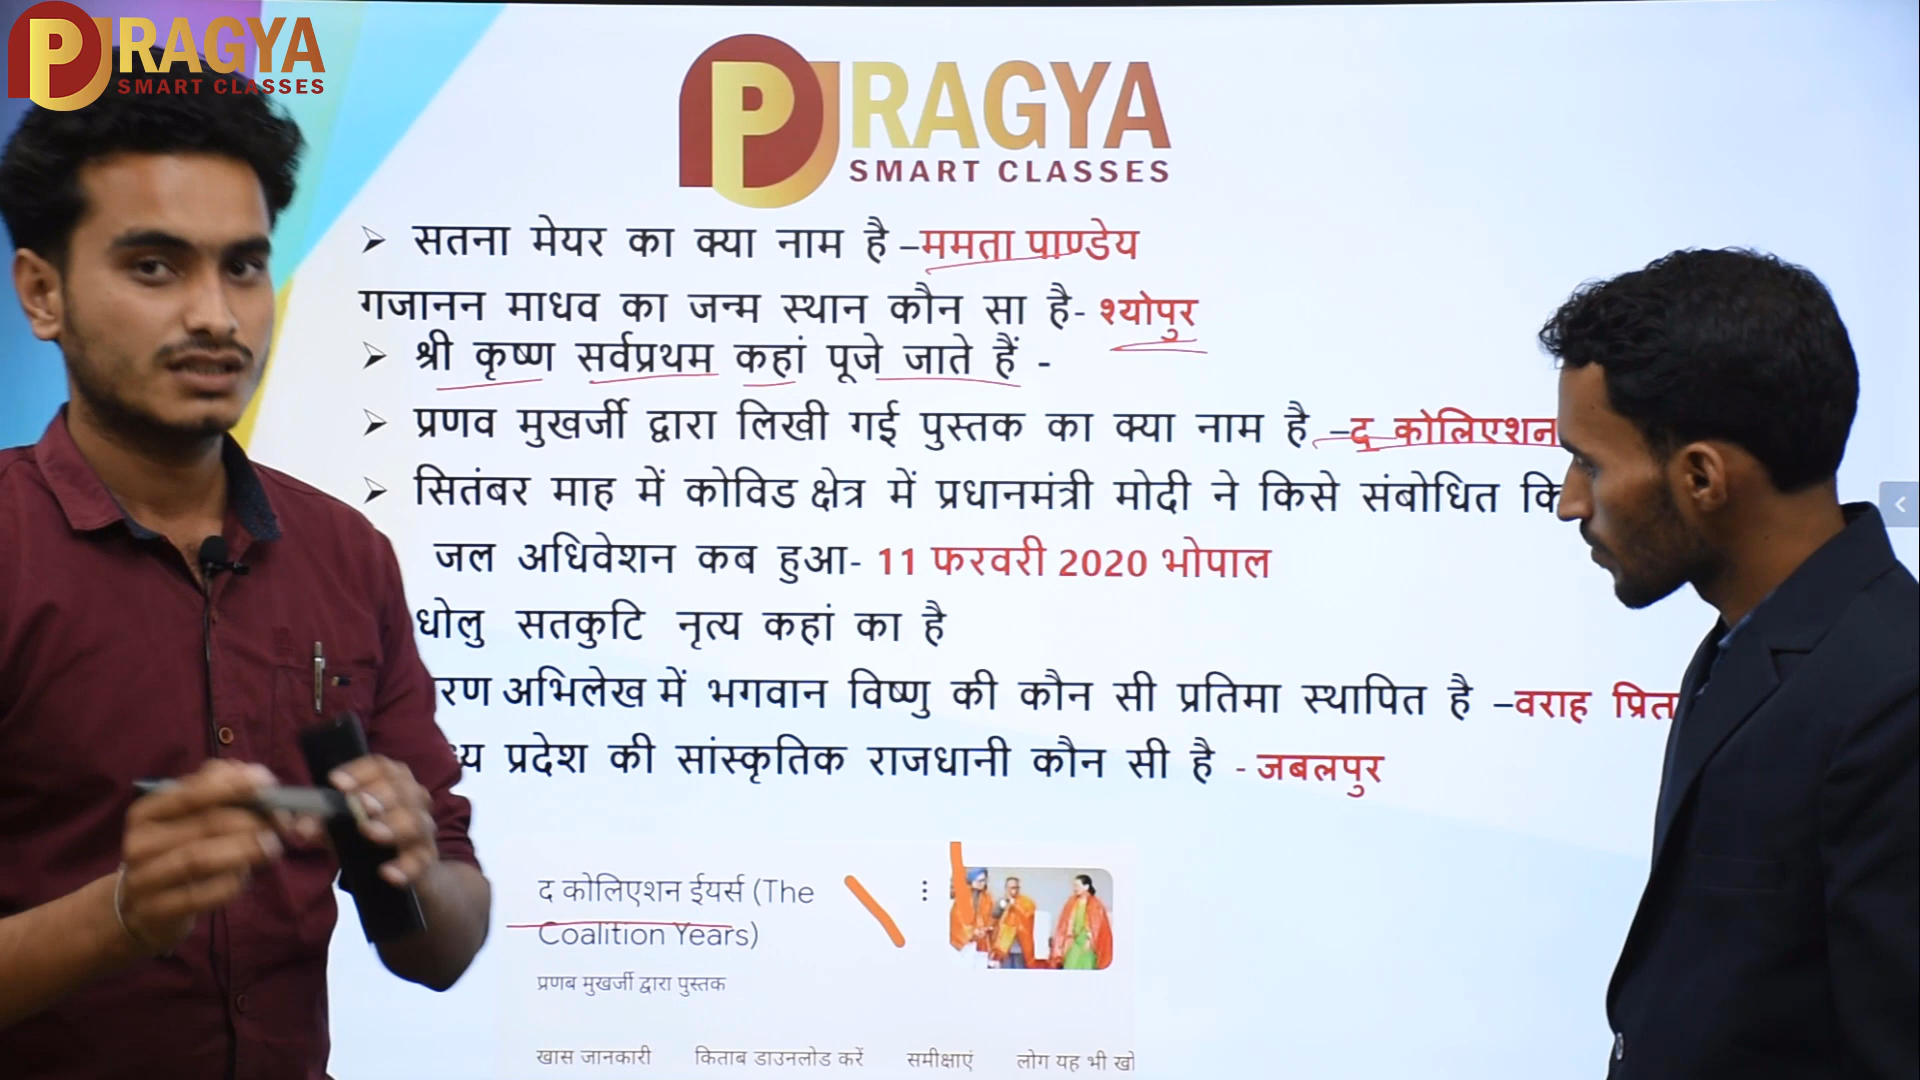 PRAGYA
SMART CLASSES
PRAGYA
SMART CLASSES
➢ सतना मेयर का क्या नाम है –ममता पाण्डेय
गजानन माधव का जन्म स्थान कौन सा है- श्योपुर
➢ श्री कृष्ण सर्वप्रथम कहां पूजे जाते हैं -
➢ प्रणव मुखर्जी द्वारा लिखी गई पुस्तक का क्या नाम है –द कोलिएशन
➢ सितंबर माह में कोविड क्षेत्र में प्रधानमंत्री मोदी ने किसे संबोधित
जल अधिवेशन कब हुआ- 11 फरवरी 2020 भोपाल
धोलु सतकुटि नृत्य कहां का है
अभिलेख में भगवान विष्णु की कौन सी प्रतिमा स्थापित है –वराह
प्रदेश की सांस्कृतिक राजधानी कौन सी है - जबलपुर
द कोलिएशन ईयर्स (The
Coalition Years)
प्रणब मुखर्जी द्वारा पुस्तक
खास जानकारी किताब डाउनलोड करें समीक्षाएं लोग यह भी